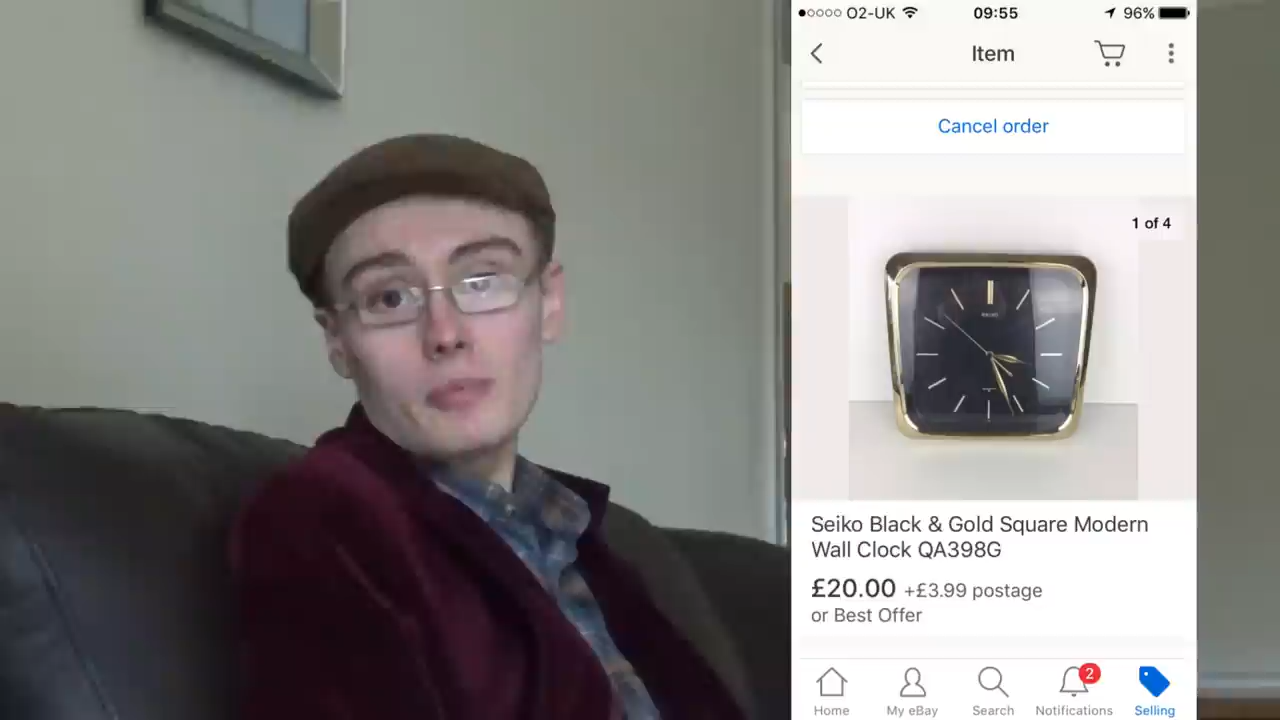 O2-UK 09:55 96%
Item
Cancel order
1 of 4
SEIKO
Seiko Black & Gold Square Modern
Wall Clock QA398G
£20.00 +£3.99 postage
or Best Offer
2
Home My eBay Search Notifications Selling